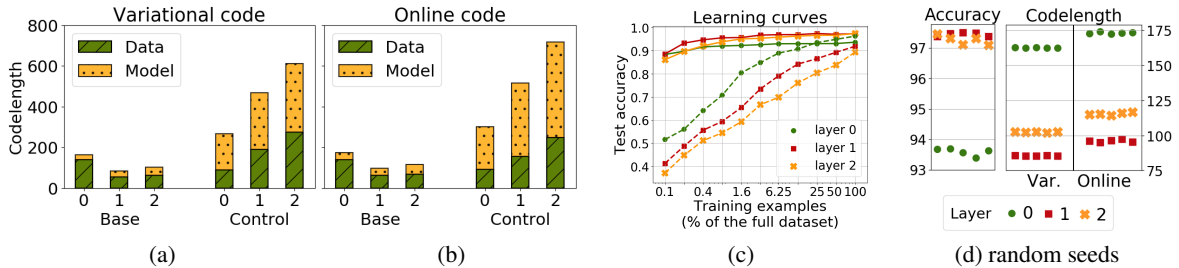 Variational code
Codelength
800
600
400
200
0
Data
Model
0 1 2 0 1 2
Base Control
(a)
Online code
Data
Model
0 1 2 0 1 2
Base Control
(b)
Learning curves
Test accuracy
1.0
0.9
0.8
0.7
0.6
0.5
0.4
layer 0
layer 1
layer 2
0.1 0.4 1.6 6.25 25 50 100
Training examples
(% of the full dataset)
(c)
Accuracy Codelength
97
96
95
94
93
175
150
125
100
75
Var. Online
Layer 0 1 2
(d) random seeds